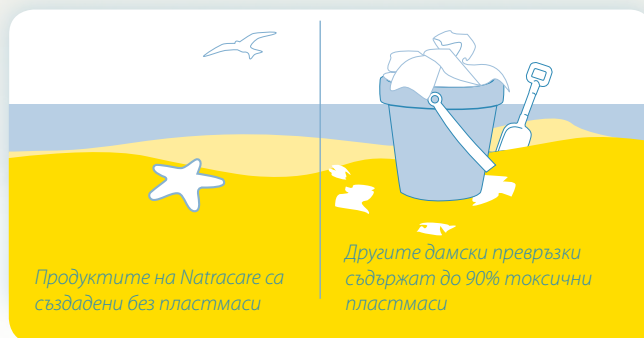 Продуктите на Natracare са
създадени без пластмаси
Другите дамски превръзки
съдържат до 90% токсични
пластмаси